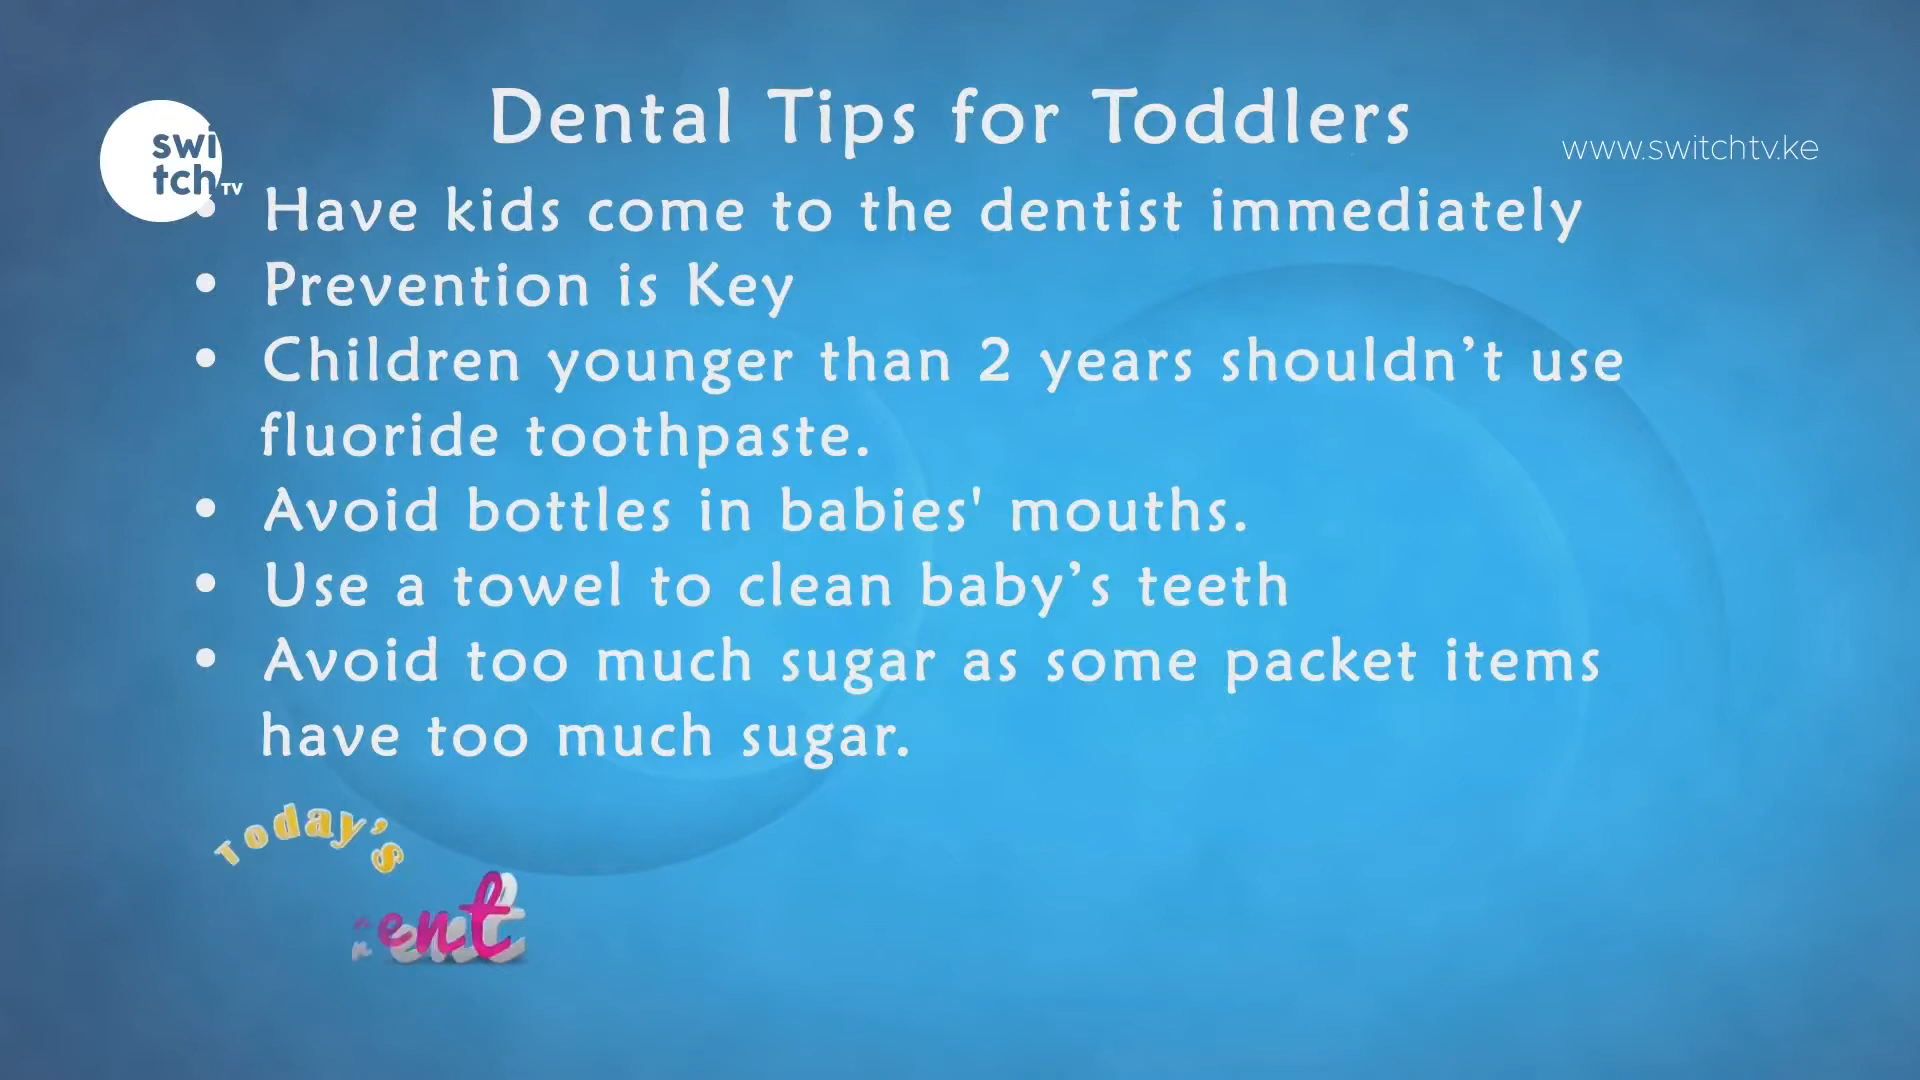 Dental Tips for Toddlers
swi
tch TV
www.switchtv.ke
• Have kids come to the dentist immediately
• Prevention is Key
• Children younger than 2 years shouldn’t use
fluoride toothpaste.
• Avoid bottles in babies' mouths.
• Use a towel to clean baby’s teeth
• Avoid too much sugar as some packet items
have too much sugar.
Today’s